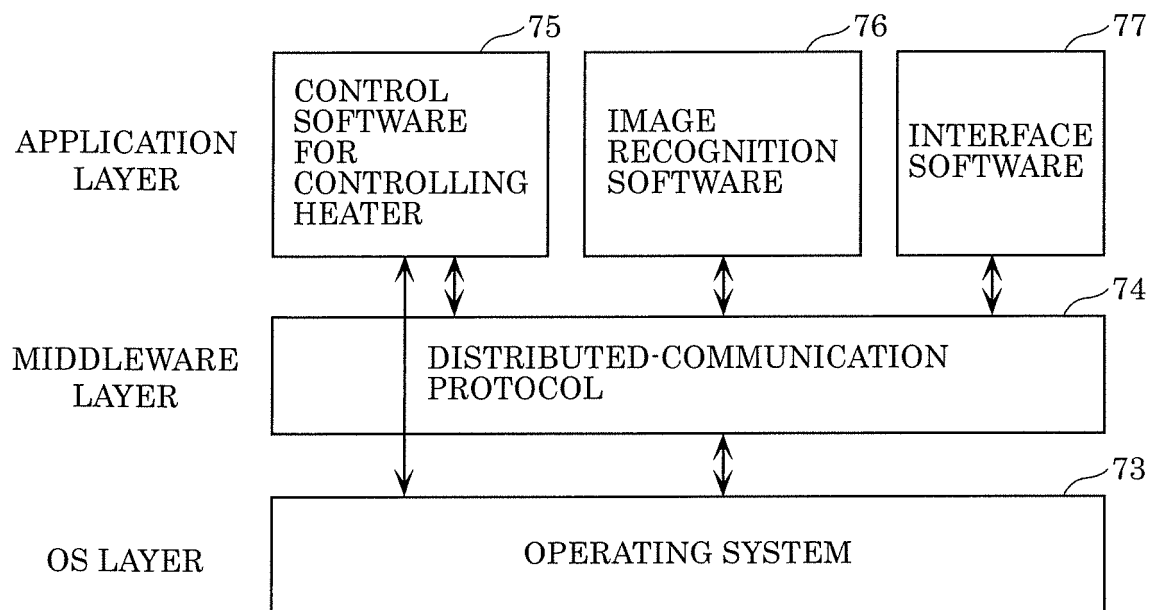 75
76
77
CONTROL
SOFTWARE
FOR
CONTROLLING
HEATER
IMAGE
RECOGNITION
SOFTWARE
INTERFACE
SOFTWARE
APPLICATION
LAYER
74
MIDDLEWARE
LAYER
DISTRIBUTED-COMMUNICATION
PROTOCOL
73
OS LAYER
OPERATING SYSTEM